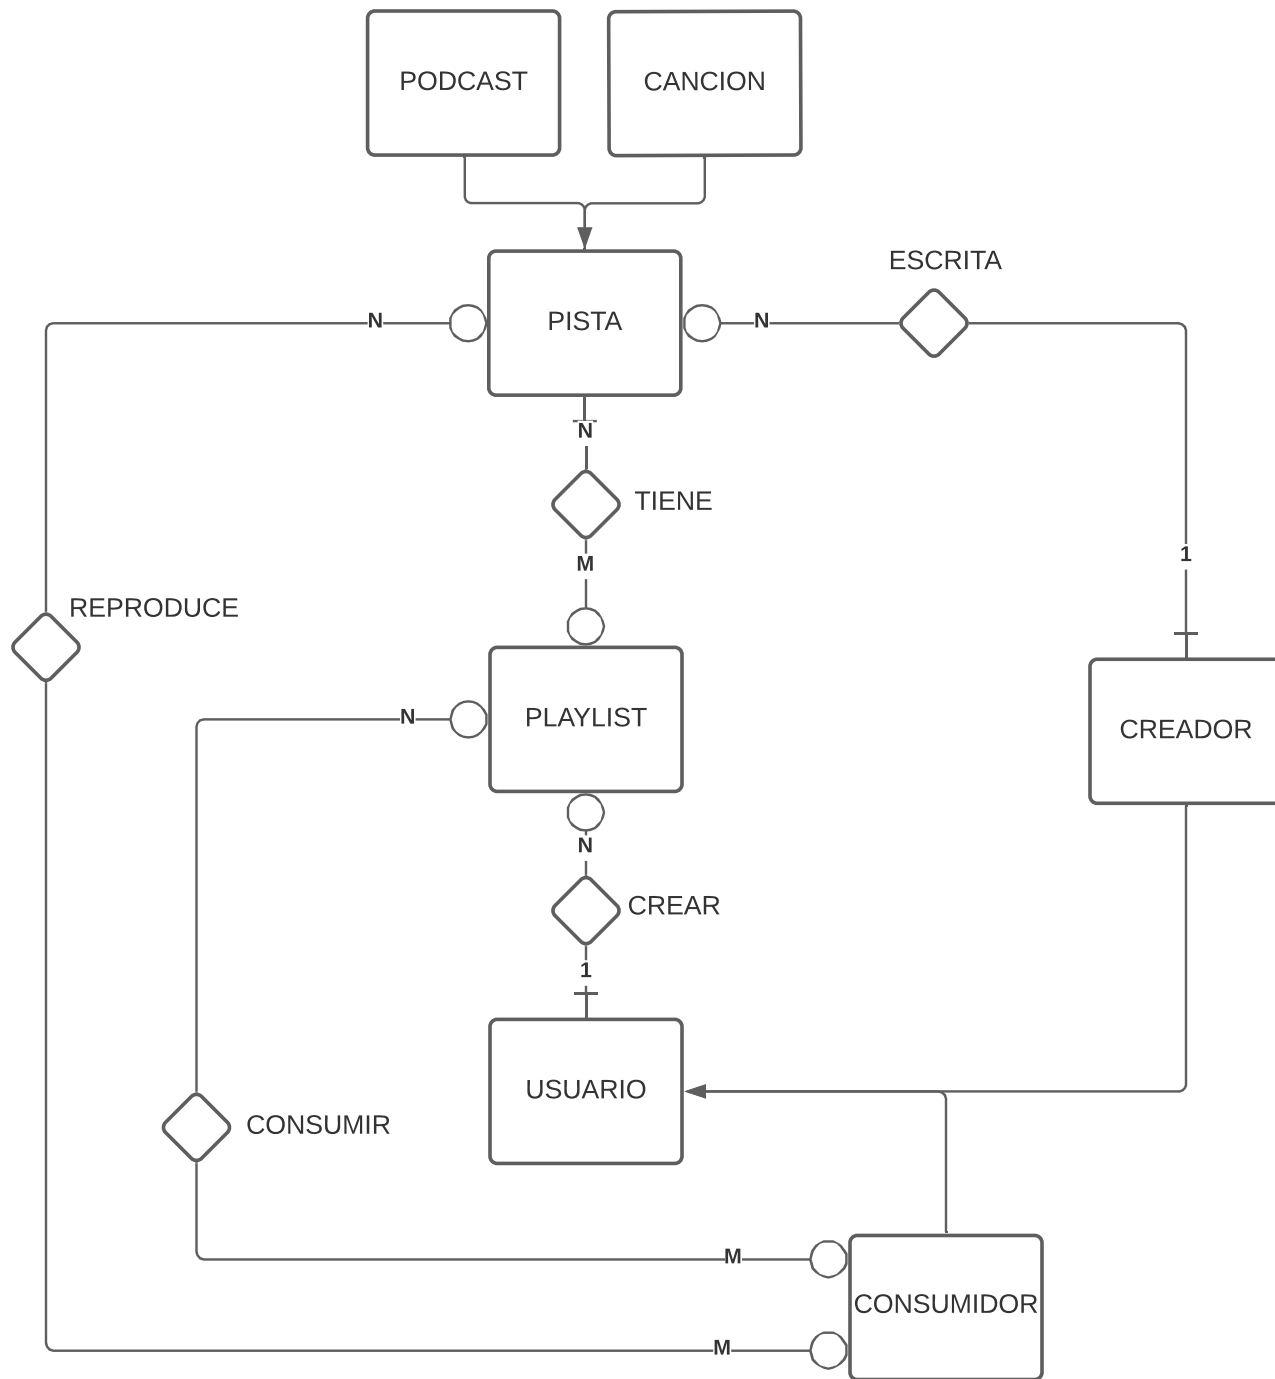 PODCAST
CANCION
ESCRITA
N
PISTA
N
N
TIENE
1
M
REPRODUCE
N
PLAYLIST
CREADOR
N
CREAR
1
USUARIO
CONSUMIR
M
CONSUMIDOR
M